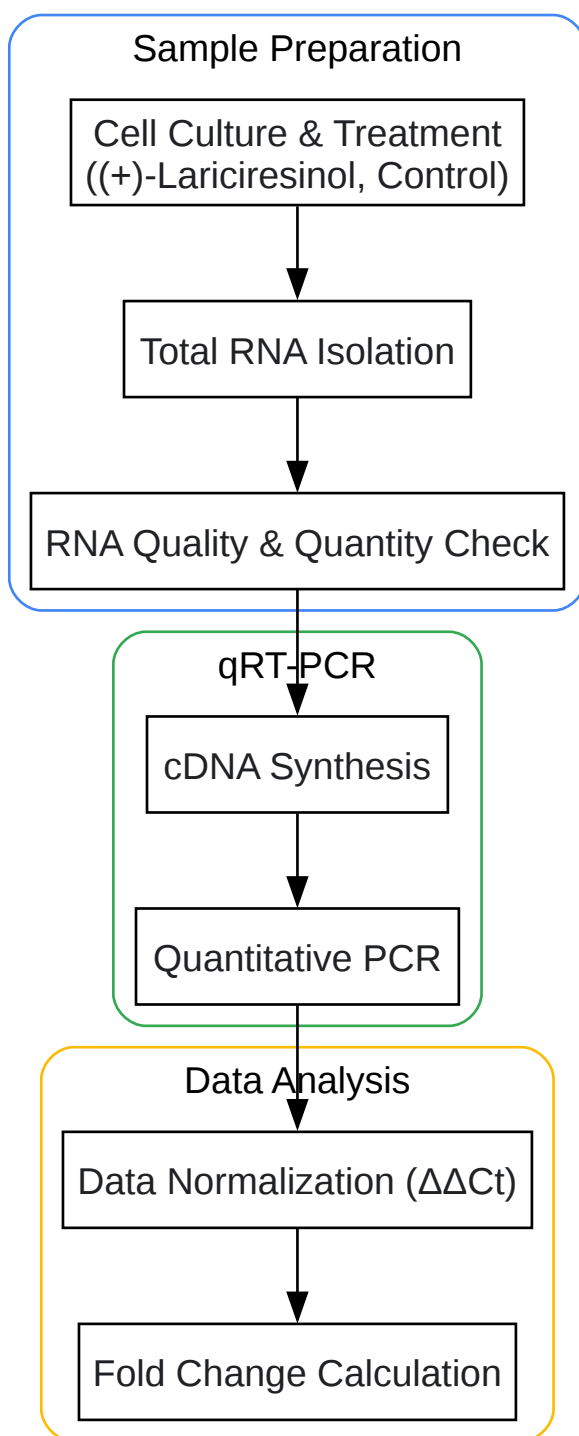 Sample Preparation
Cell Culture & Treatment
((+)-Lariciresinol, Control)
Total RNA Isolation
RNA Quality & Quantity Check
qRT-PCR
cDNA Synthesis
Quantitative PCR
Data Analysis
Data Normalization (ΔΔCt)
Fold Change Calculation